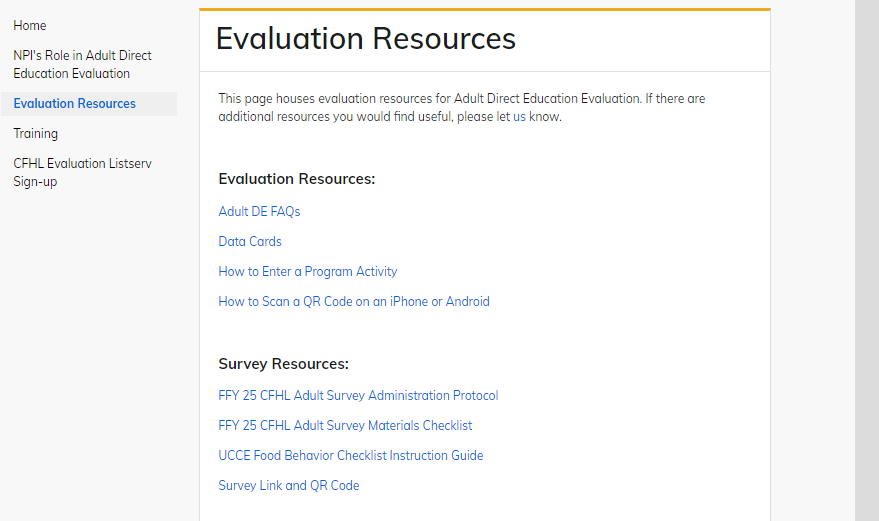 Home
NPI's Role in Adult Direct
Education Evaluation
Evaluation Resources
Training
CFHL Evaluation Listserv
Sign-up
Evaluation Resources
This page houses evaluation resources for Adult Direct Education Evaluation. If there are
additional resources you would find useful, please let us know.
Evaluation Resources:
Adult DE FAQs
Data Cards
How to Enter a Program Activity
How to Scan a QR Code on an iPhone or Android
Survey Resources:
FFY 25 CFHL Adult Survey Administration Protocol
FFY 25 CFHL Adult Survey Materials Checklist
UCCE Food Behavior Checklist Instruction Guide
Survey Link and QR Code